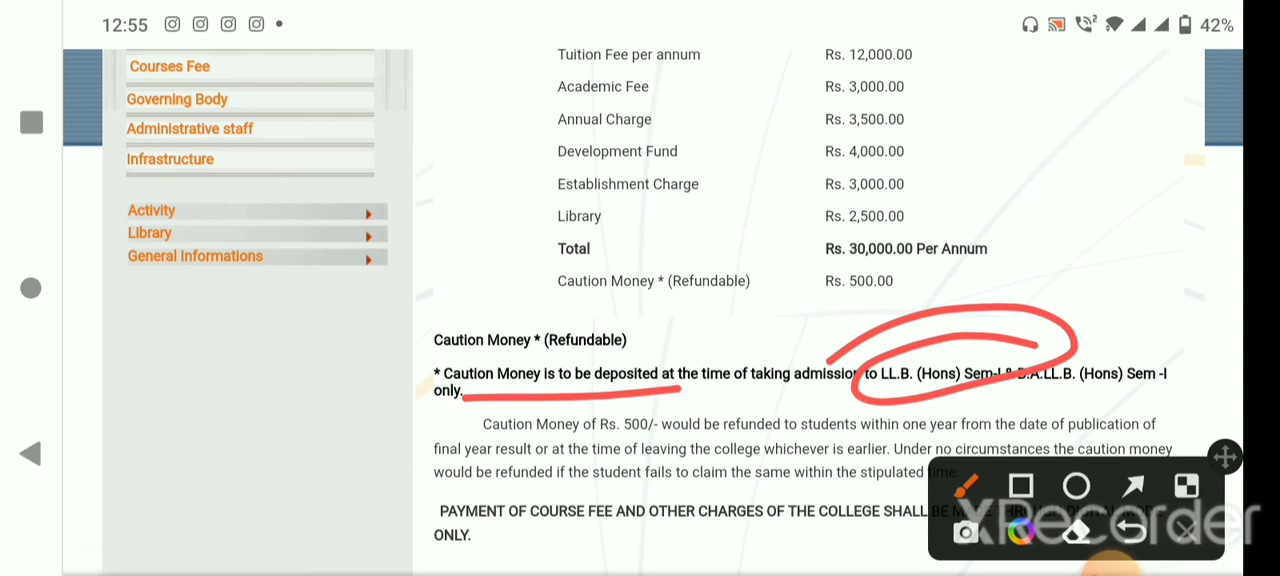 12:55
42%
Courses Fee
Governing Body
Administrative staff
Infrastructure
Activity
Library
General Informations
Tuition Fee per annum Rs. 12,000.00
Academic Fee Rs. 3,000.00
Annual Charge Rs. 3,500.00
Development Fund Rs. 4,000.00
Establishment Charge Rs. 3,000.00
Library Rs. 2,500.00
Total Rs. 30,000.00 Per Annum
Caution Money * (Refundable) Rs. 500.00
Caution Money * (Refundable)
* Caution Money is to be deposited at the time of taking admission to LL.B. (Hons) Sem-I & B.A.LL.B. (Hons) Sem -I
only.
Caution Money of Rs. 500/- would be refunded to students within one year from the date of publication of
final year result or at the time of leaving the college whichever is earlier. Under no circumstances the caution money
would be refunded if the student fails to claim the same within the stipulated time.
PAYMENT OF COURSE FEE AND OTHER CHARGES OF THE COLLEGE SHALL BE
ONLY.
XRecorder